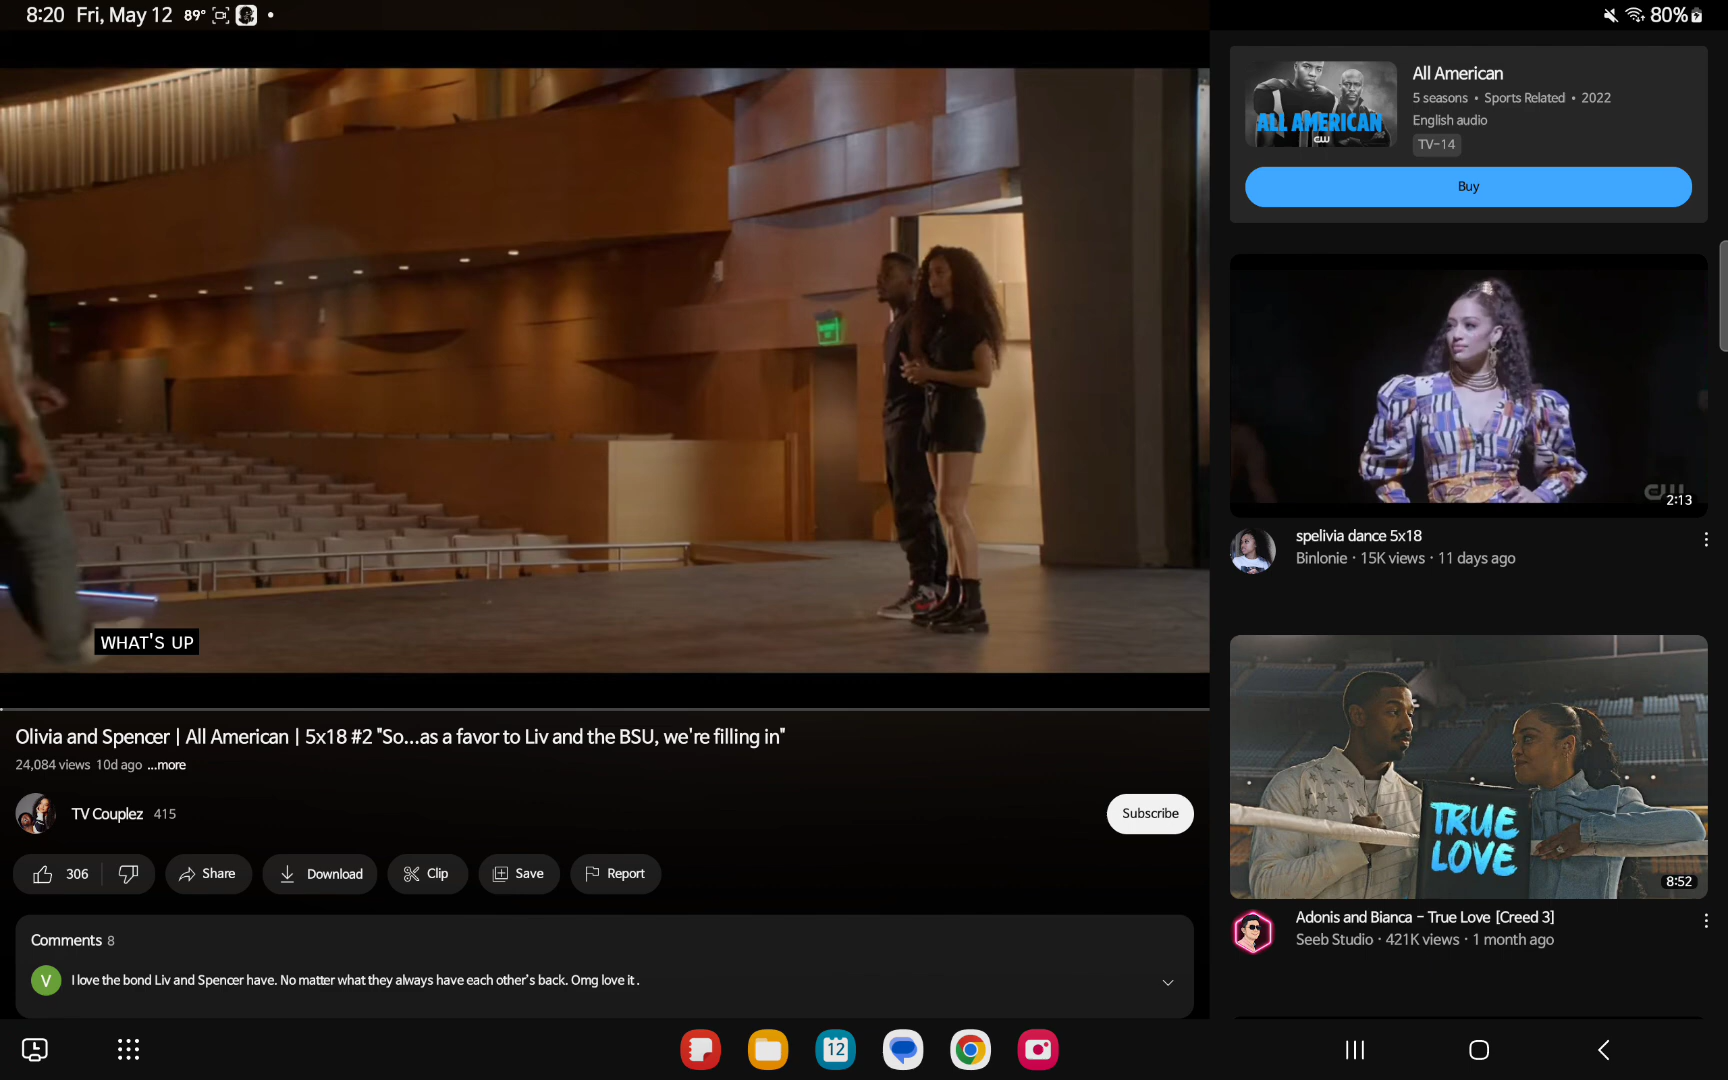 8:20 Fri, May 12 89°
80%
WHAT'S UP
Olivia and Spencer | All American | 5x18 #2 "So...as a favor to Liv and the BSU, we're filling in"
24,084 views 10d ago ...more
TV Couplez 415
Subscribe
306
Share
Download
Clip
Save
Report
Comments 8
V
I love the bond Liv and Spencer have. No matter what they always have each other's back. Omg love it .
ALL AMERICAN
CW
All American
5 seasons • Sports Related • 2022
English audio
TV-14
Buy
CW
2:13
spelivia dance 5x18
Binlonie · 15K views · 11 days ago
TRUE
LOVE
8:52
Adonis and Bianca - True Love [Creed 3]
Seeb Studio · 421K views · 1 month ago
12